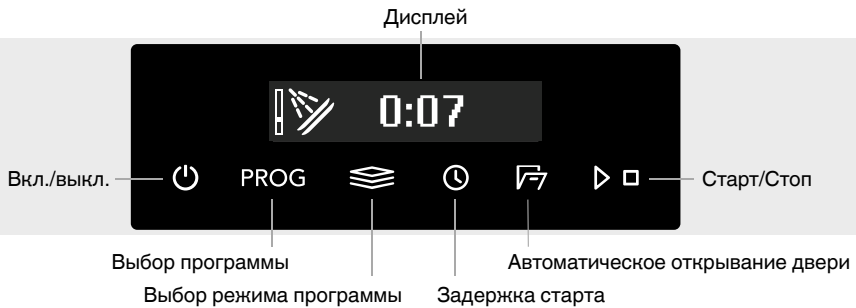 Дисплей
0:07
Вкл./выкл.
PROG
Старт/Стоп
Выбор программы
Автоматическое открывание двери
Выбор режима программы
Задержка старта